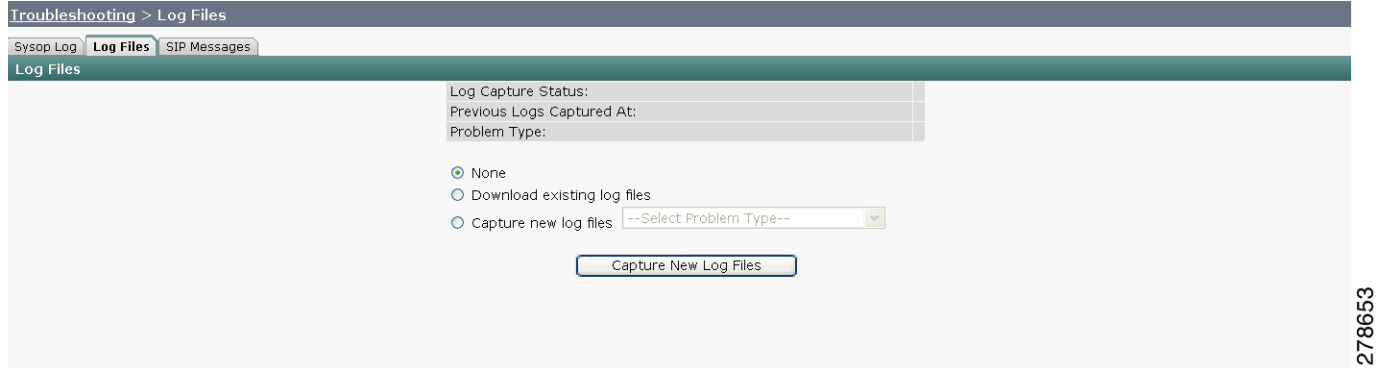 Troubleshooting > Log Files
Sysop Log Log Files SIP Messages
Log Files
Log Capture Status:
Previous Logs Captured At:
Problem Type:
None
Download existing log files
Capture new log files --Select Problem Type--
Capture New Log Files
278653